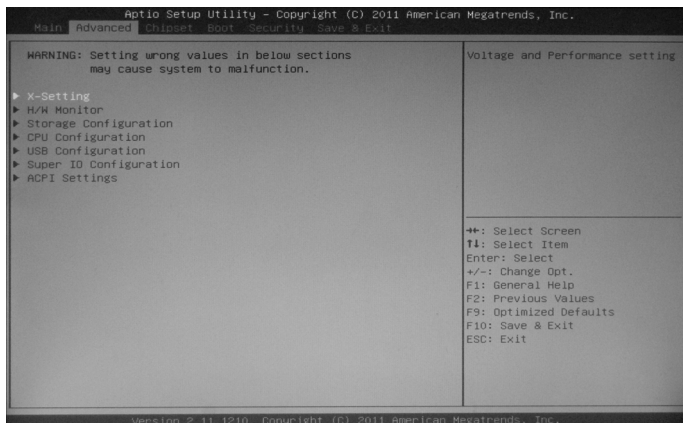 Aptio Setup Utility - Copyright (C) 2011 American Megatrends, Inc.
Main Advanced Chipset Boot Security Save & Exit
WARNING: Setting wrong values in below sections
may cause system to malfunction.
► X-Setting
► H/W Monitor
► Storage Configuration
► CPU Configuration
► USB Configuration
► Super IO Configuration
► ACPI Settings
Voltage and Performance setting
→←: Select Screen
↑↓: Select Item
Enter: Select
+/-: Change Opt.
F1: General Help
F2: Previous Values
F9: Optimized Defaults
F10: Save & Exit
ESC: Exit
Version 2.11.1210. Copyright (C) 2011 American Megatrends, Inc.